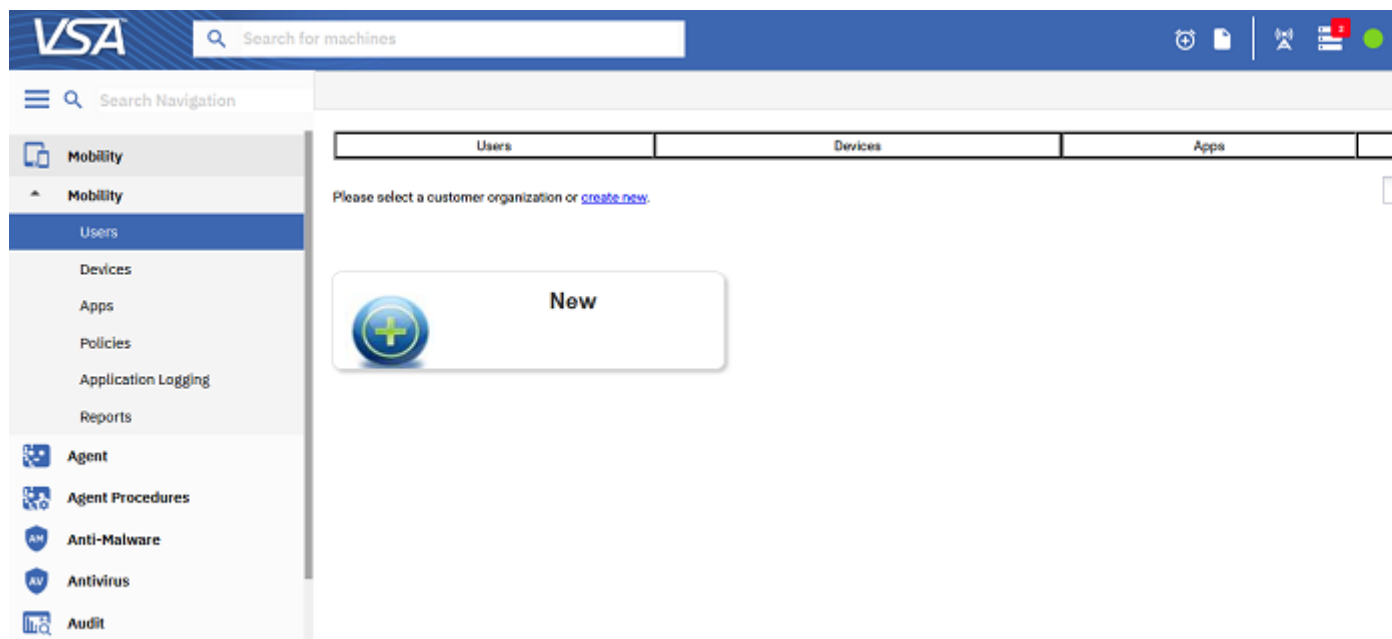 VSA
Search for machines
2
Search Navigation
Mobility
Mobility
Users
Devices
Apps
Policies
Application Logging
Reports
Agent
Agent Procedures
AM
Anti-Malware
AV
Antivirus
Audit
Users Devices Apps
Please select a customer organization or create new.
New